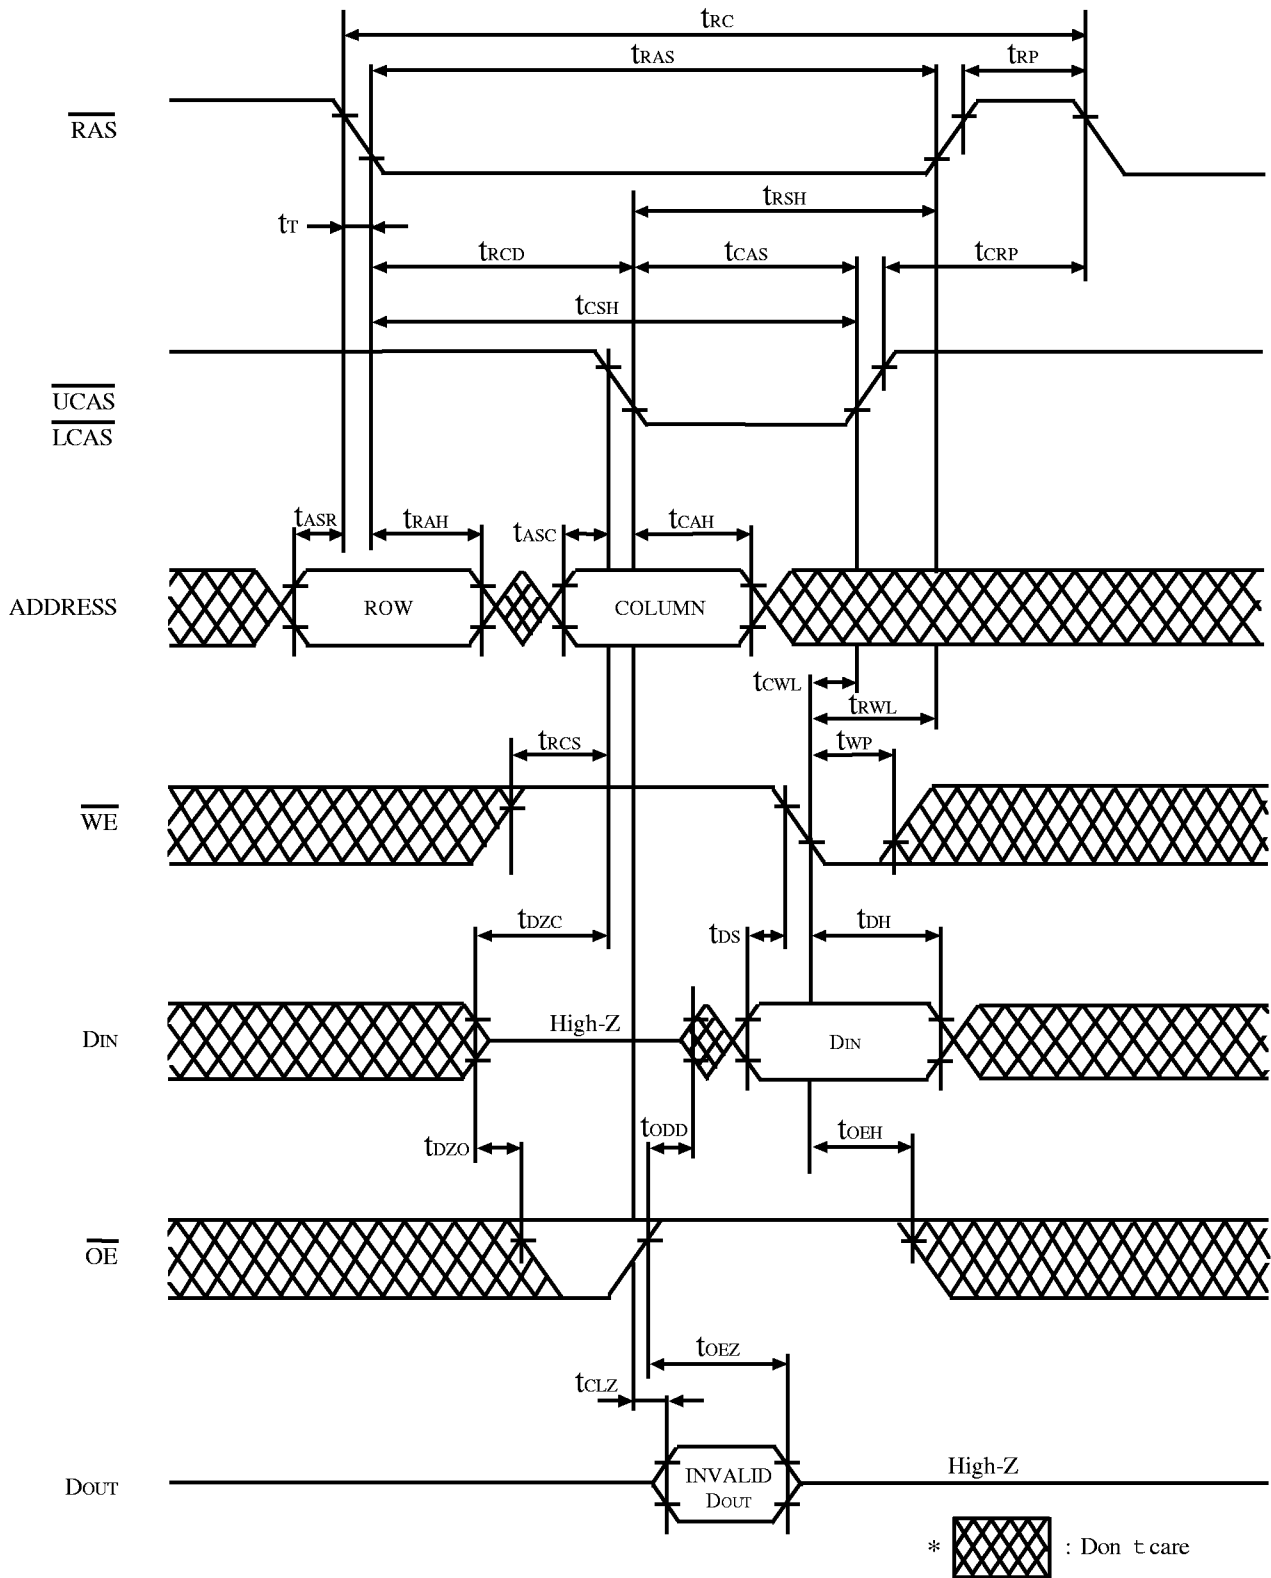 tRC
tRAS
tRP
RAS
tRSH
tT
tRCD
tCAS
tCRP
tCSH
UCAS
LCAS
tASR
tRAH
tASC
tCAH
ADDRESS
ROW
COLUMN
tCWL
tRWL
tRCS
tWP
WE
tDZC
tDS
tDH
High-Z
DIN
DIN
tDZO
tODD
tOEH
OE
tOEZ
tCLZ
DOUT
INVALID
DOUT
High-Z
* : Don t care